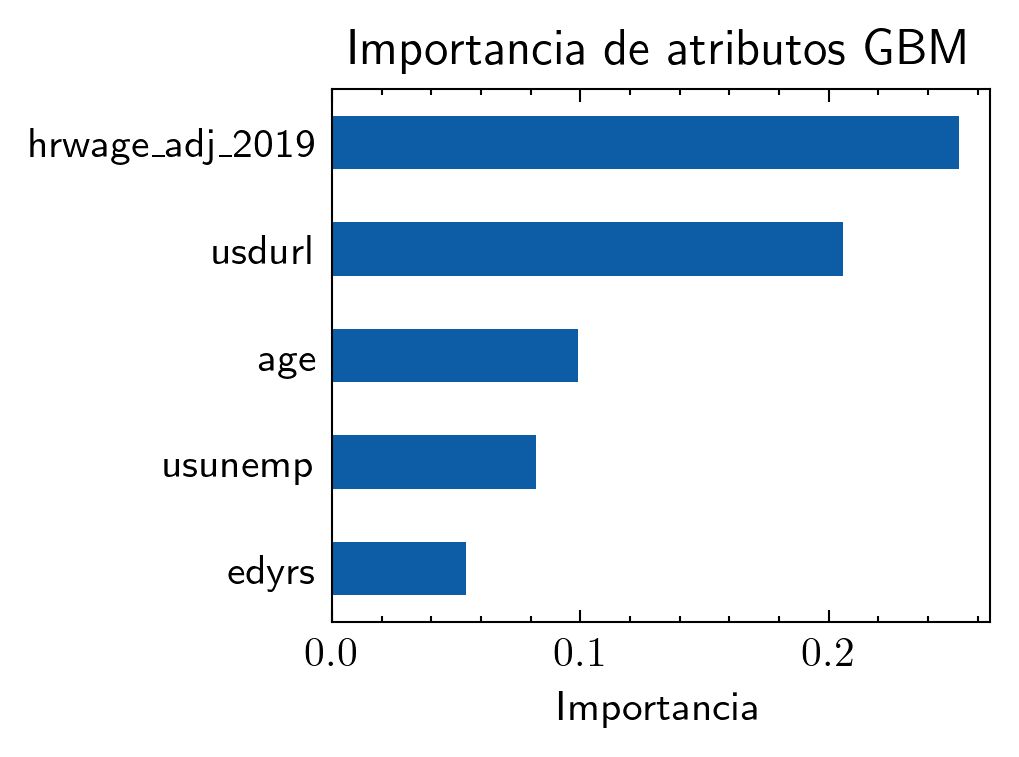 Importancia de atributos GBM
hrwage_adj_2019
usdurl
age
usunemp
edyrs
0.0 0.1 0.2
Importancia